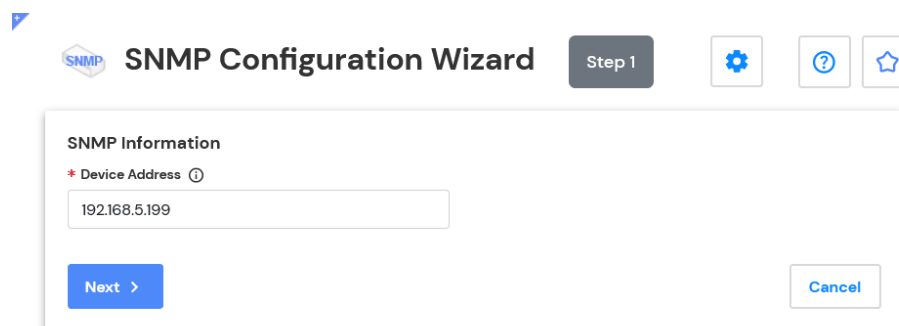 SNMP
SNMP Configuration Wizard
Step 1
SNMP Information
* Device Address
192.168.5.199
Next
Cancel